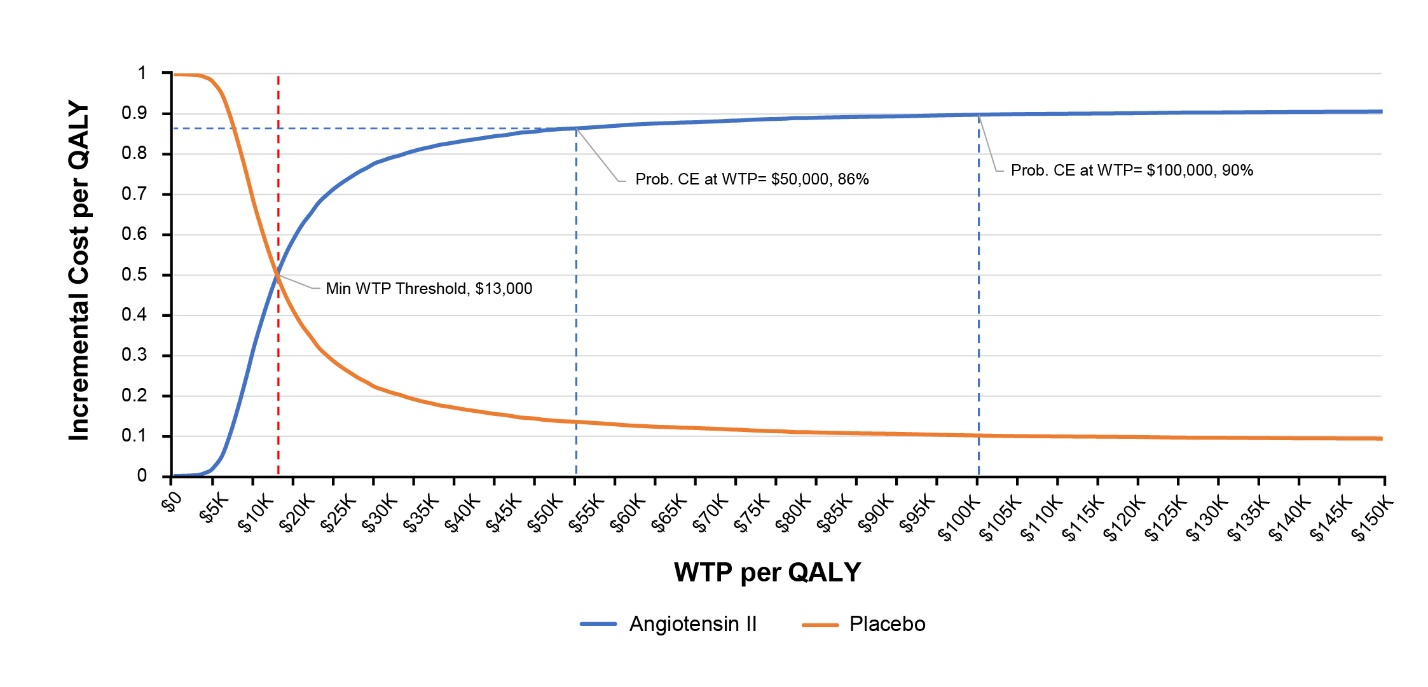 Incremental Cost per QALY
1
0.9
0.8
0.7
0.6
0.5
0.4
0.3
0.2
0.1
0
Prob. CE at WTP= $50,000, 86%
Prob. CE at WTP= $100,000, 90%
Min WTP Threshold, $13,000
$0
$5K
$10K
$20K
$25K
$30K
$35K
$40K
$45K
$50K
$55K
$60K
$65K
$70K
$75K
$80K
$85K
$90K
$95K
$100K
$105K
$110K
$115K
$120K
$125K
$130K
$135K
$140K
$145K
$150K
WTP per QALY
Angiotensin II
Placebo